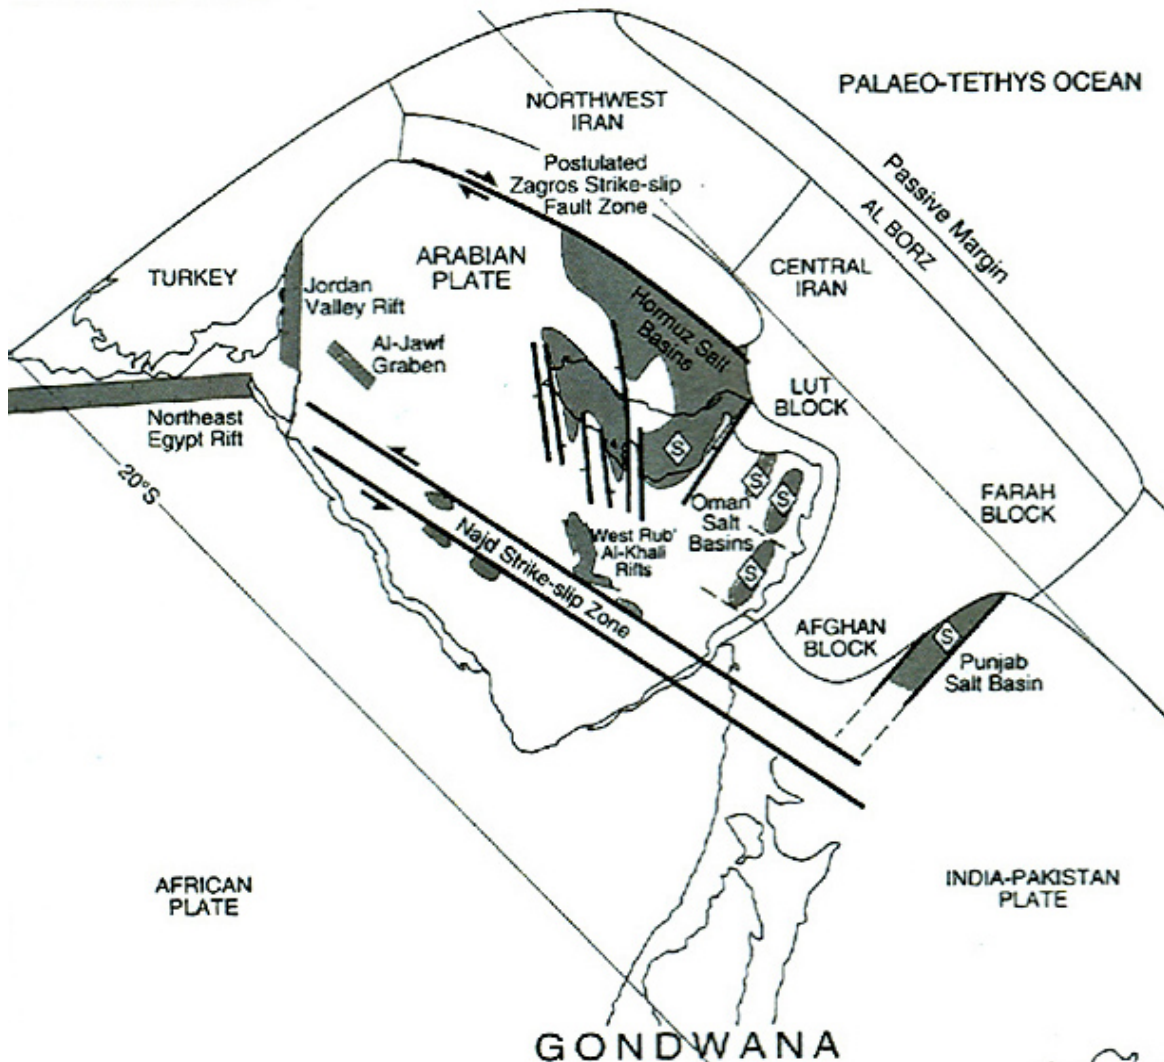 PALAEO-TETHYS OCEAN
NORTHWEST
IRAN
Passive Margin
Postulated
Zagros Strike-slip
Fault Zone
AL BORZ
ARABIAN
PLATE
CENTRAL
IRAN
TURKEY
Jordan
Valley Rift
Hormuz Salt
Basins
Al-Jawf
Graben
LUT
BLOCK
Northeast
Egypt Rift
20°S
S
S
S
Oman
Salt
Basins
FARAH
BLOCK
West Rub'
Al-Khali
Rifts
S
Najd Strike-slip Zone
AFGHAN
BLOCK
S
Punjab
Salt Basin
AFRICAN
PLATE
INDIA-PAKISTAN
PLATE
GONDWANA